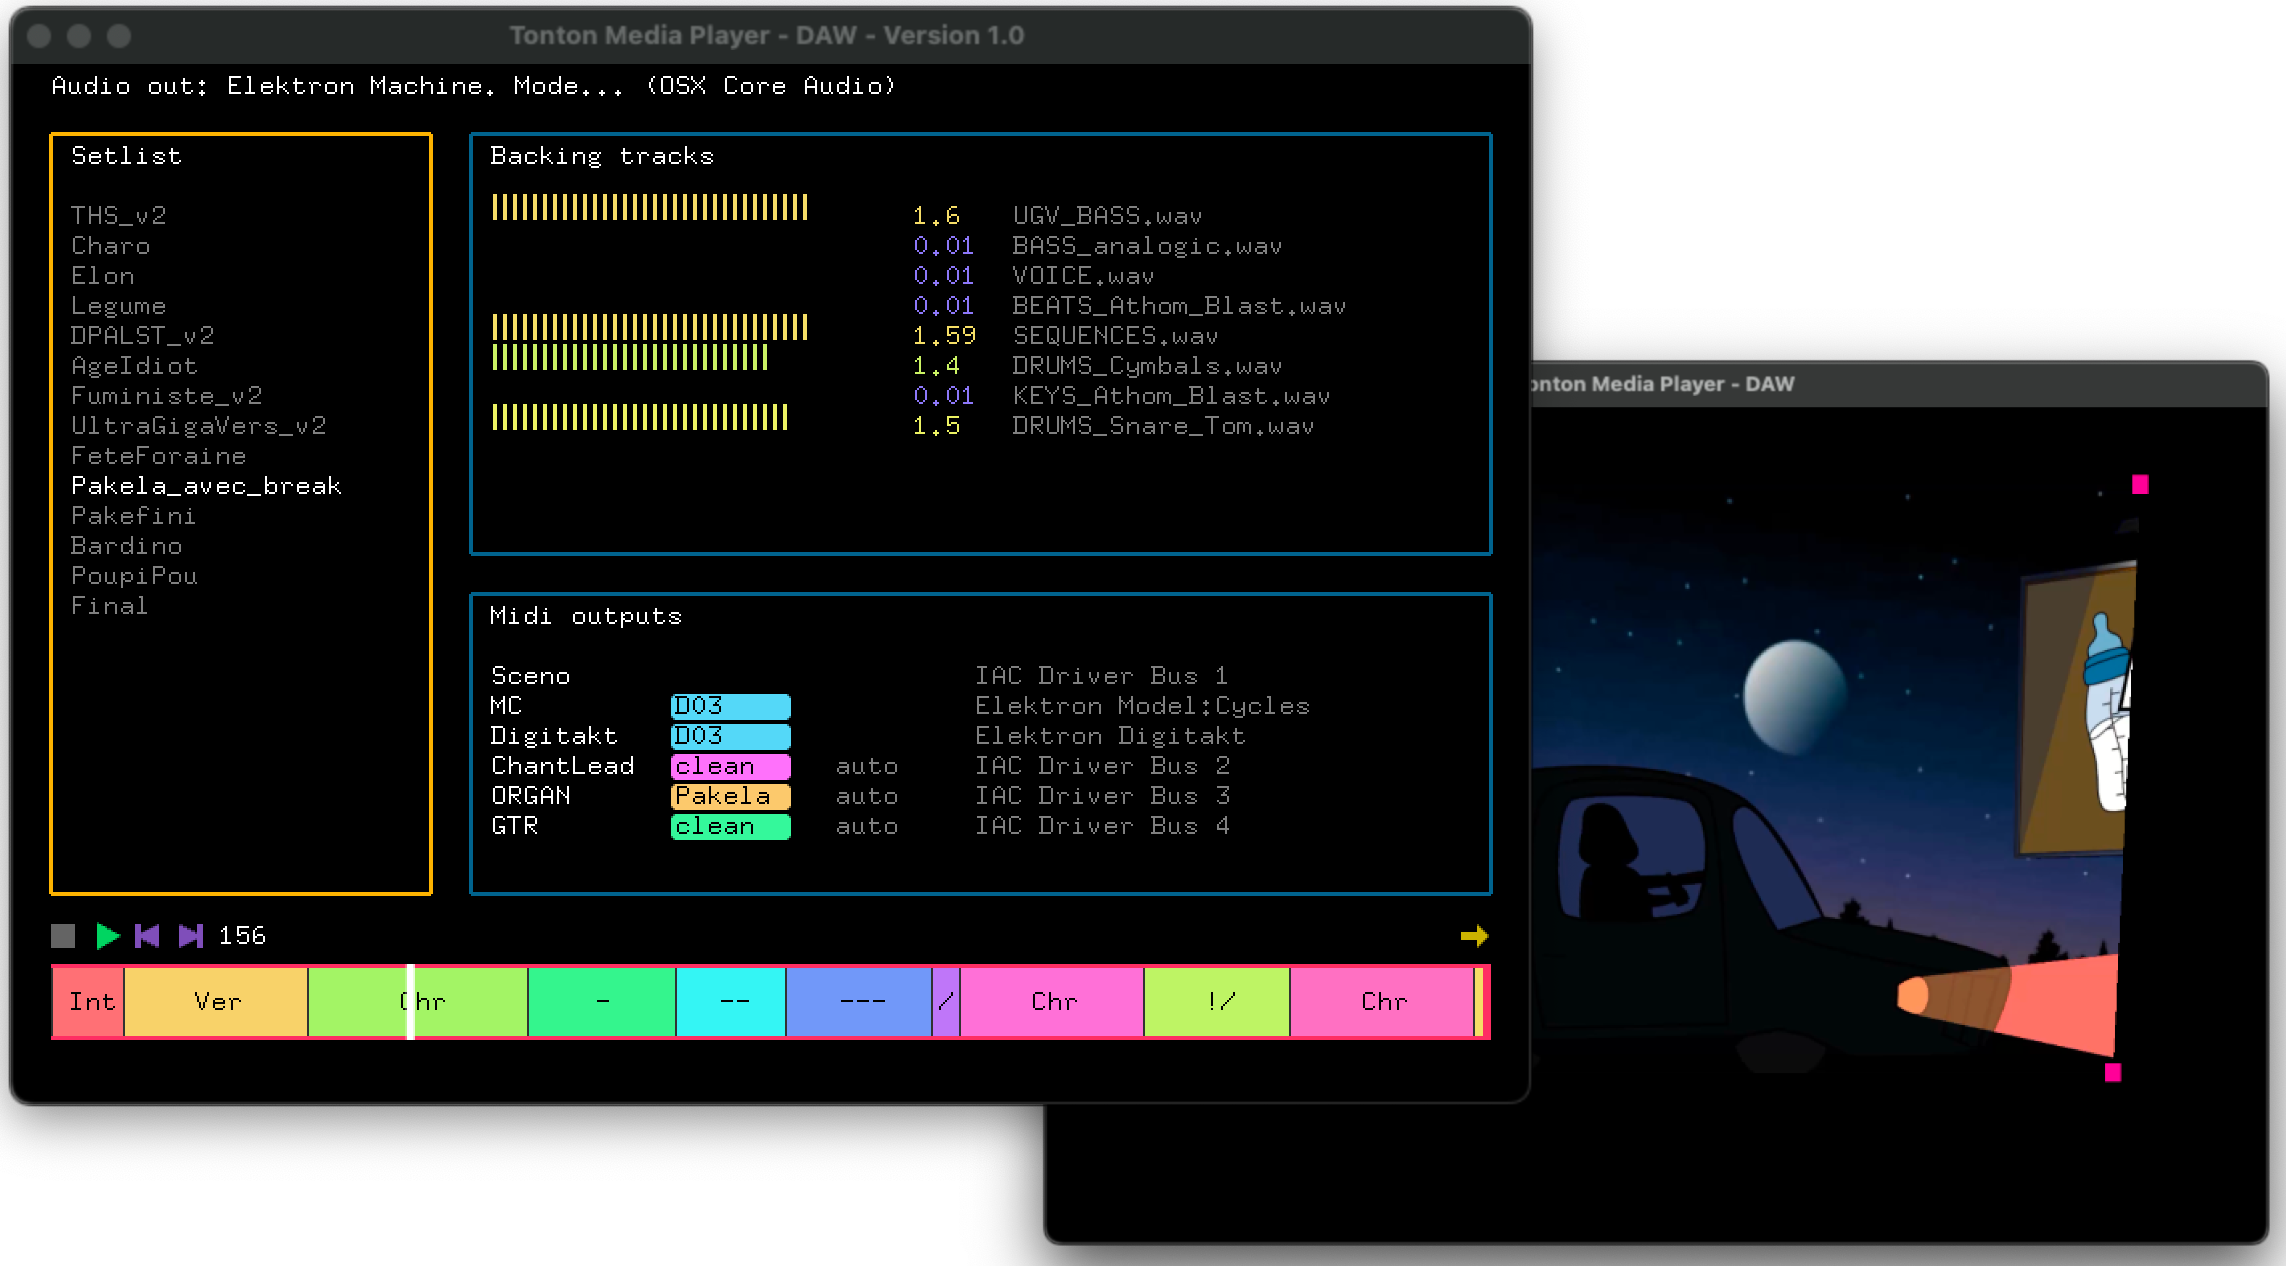 Tonton Media Player - DAW - Version 1.0
Audio out: Elektron Machine. Mode... (OSX Core Audio)
Setlist
THS_v2
Charo
Elon
Legume
DPALST_v2
AgeIdiot
Fuministe_v2
UltraGigaVers_v2
FeteForaine
Pakela_avec_break
Pakefini
Bardino
PoupiPou
Final
Backing tracks
1.6 UGV_BASS.wav
0.01 BASS_analogic.wav
0.01 VOICE.wav
0.01 BEATS_Athom_Blast.wav
1.59 SEQUENCES.wav
1.4 DRUMS_Cymbals.wav
0.01 KEYS_Athom_Blast.wav
1.5 DRUMS_Snare_Tom.wav
Midi outputs
Sceno IAC Driver Bus 1
MC D03 Elektron Model:Cycles
Digitakt D03 Elektron Digitakt
ChantLead clean auto IAC Driver Bus 2
ORGAN Pakela auto IAC Driver Bus 3
GTR clean auto IAC Driver Bus 4
156
Int Ver Chr - -- --- / Chr !/ Chr
onton Media Player - DAW